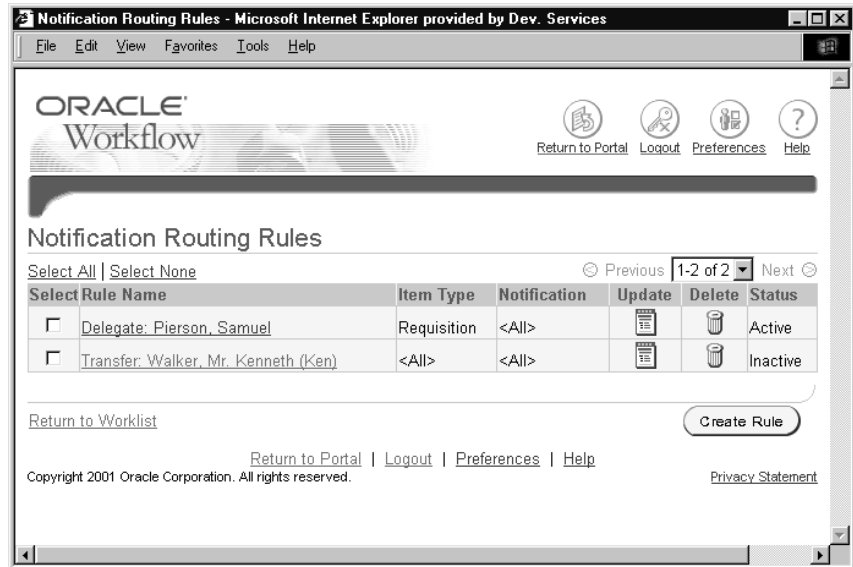 Notification Routing Rules - Microsoft Internet Explorer provided by Dev. Services
File Edit View Favorites Tools Help
ORACLE
Workflow
Return to Portal Logout Preferences Help
Notification Routing Rules
Select All | Select None Previous 1-2 of 2 Next
Select Rule Name Item Type Notification Update Delete Status
Delegate: Pierson, Samuel Requisition <All> Active
Transfer: Walker, Mr. Kenneth (Ken) <All> <All> Inactive
Return to Worklist Create Rule
Return to Portal | Logout | Preferences | Help
Copyright 2001 Oracle Corporation. All rights reserved. Privacy Statement